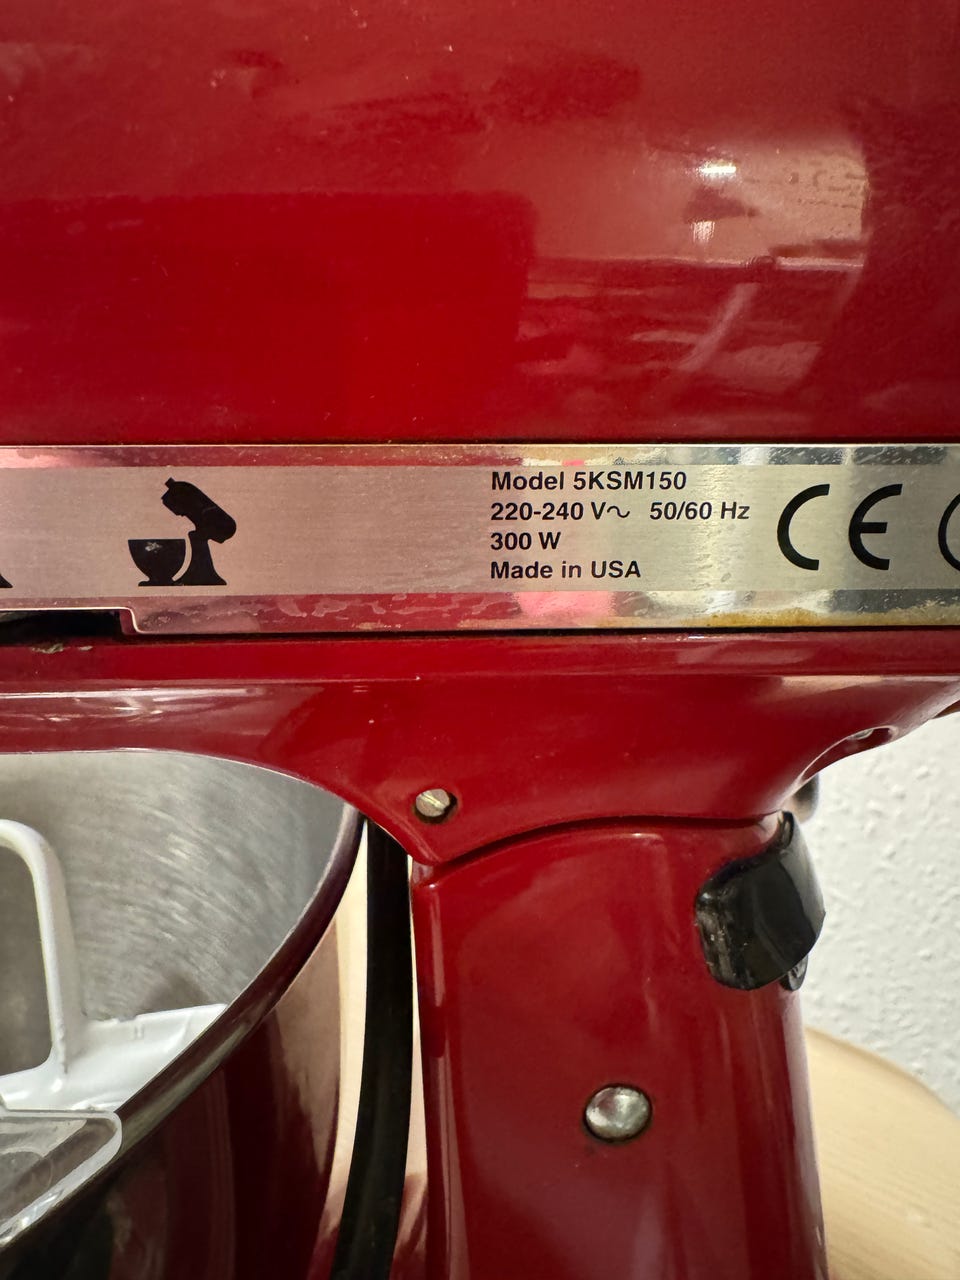 Model 5KSM150
220-240 V~ 50/60 Hz
300 W
Made in USA
CE